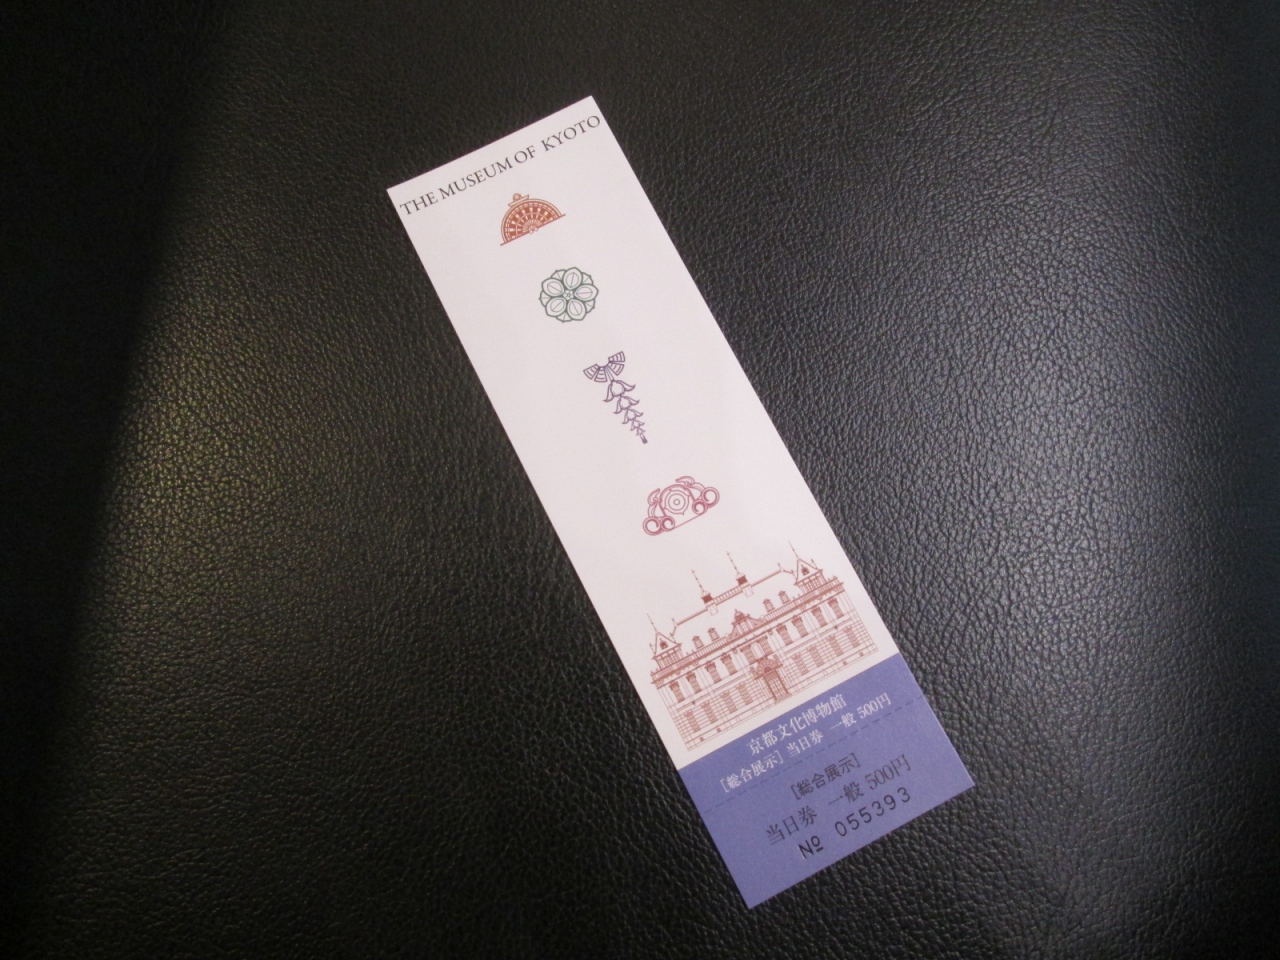 THE MUSEUM OF KYOTO
京都文化博物館
[総合展示] 当日券 一般 500円
[総合展示]
当日券 一般 500円
№ 055393